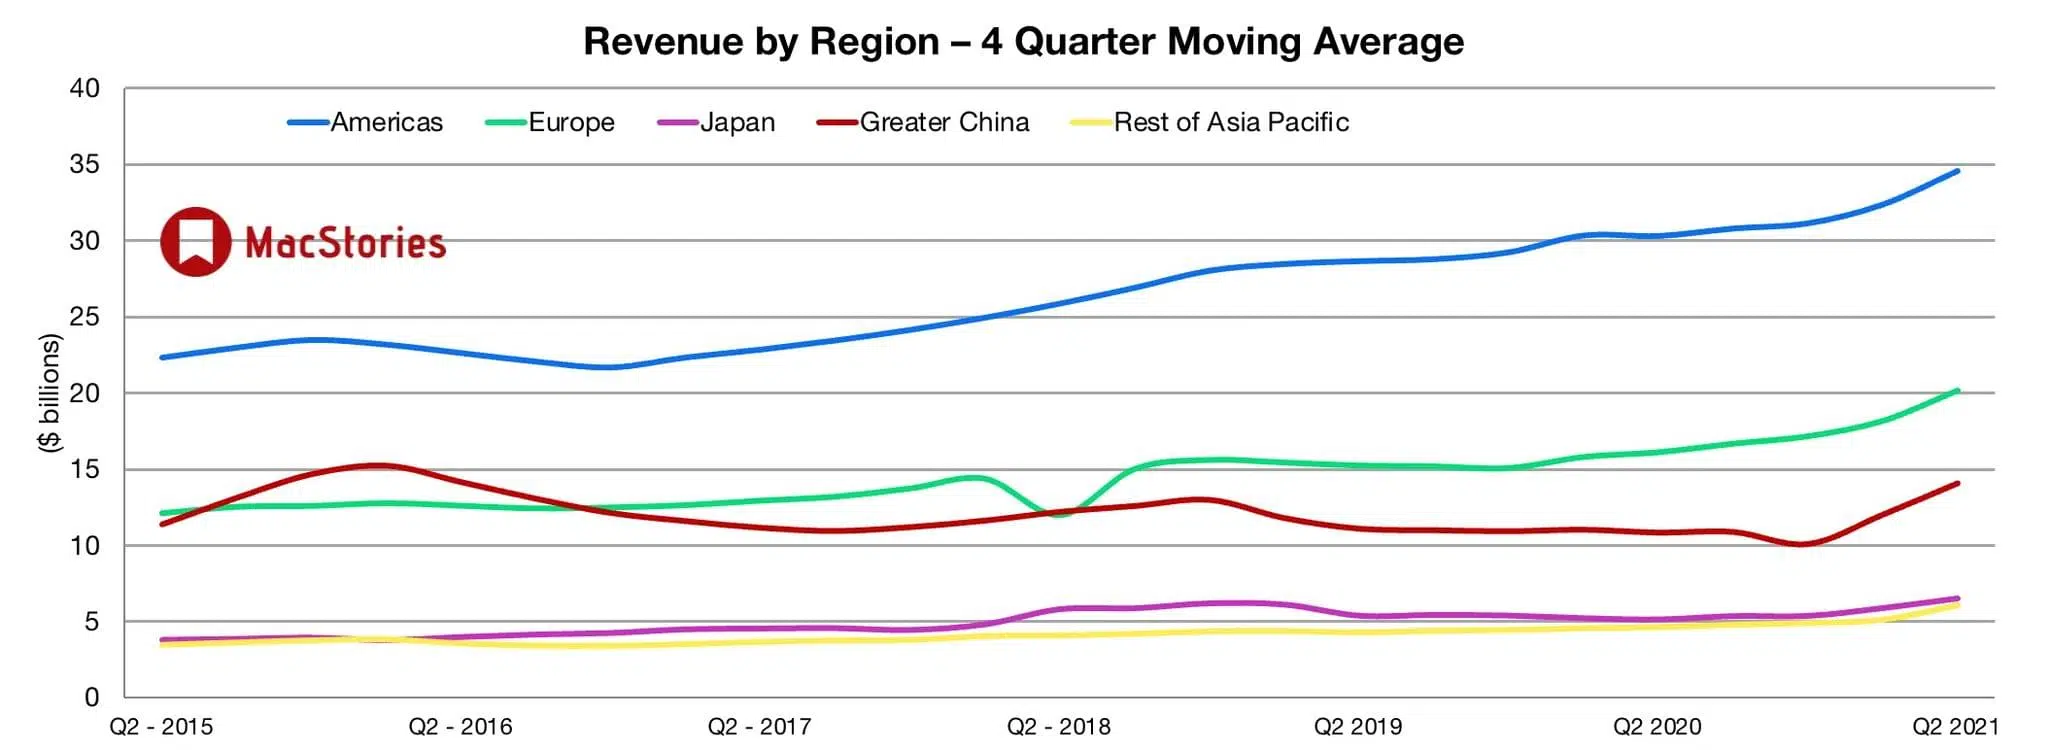 Revenue by Region – 4 Quarter Moving Average
40
Americas Europe Japan Greater China Rest of Asia Pacific
35
MacStories
30
25
($ billions)
20
15
10
5
0
Q2 - 2015 Q2 - 2016 Q2 - 2017 Q2 - 2018 Q2 2019 Q2 2020 Q2 2021